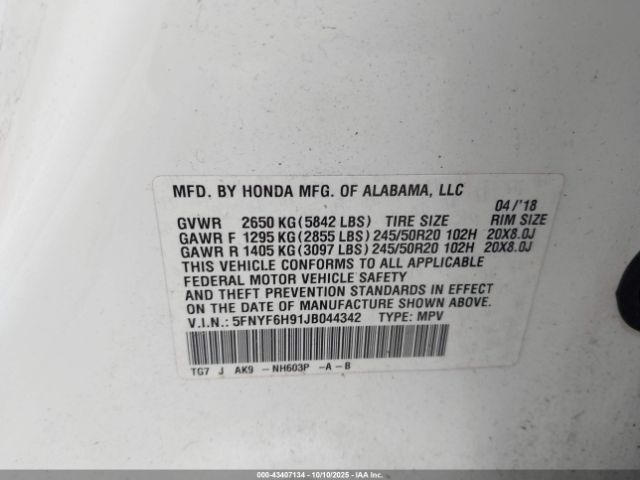 MFD. BY HONDA MFG. OF ALABAMA, LLC
04/'18
GVWR 2650 KG(5842 LBS) TIRE SIZE RIM SIZE
GAWR F 1295 KG(2855 LBS)245/50R20 102H 20X8.0J
GAWR R 1405 KG(3097 LBS)245/50R20 102H 20X8.0J
THIS VEHICLE CONFORMS TO ALL APPLICABLE
FEDERAL MOTOR VEHICLE SAFETY
AND THEFT PREVENTION STANDARDS IN EFFECT
ON THE DATE OF MANUFACTURE SHOWN ABOVE.
V.I.N.: 5FNYF6H91JB044342 TYPE: MPV
TG7 J AK9 -NH603P -A-B
000-43407134 - 10/10/2025 - COPART - IAA